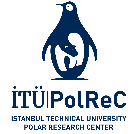 İTÜ|PolReC
ISTANBUL TECHNICAL UNIVERSITY
POLAR RESEARCH CENTER